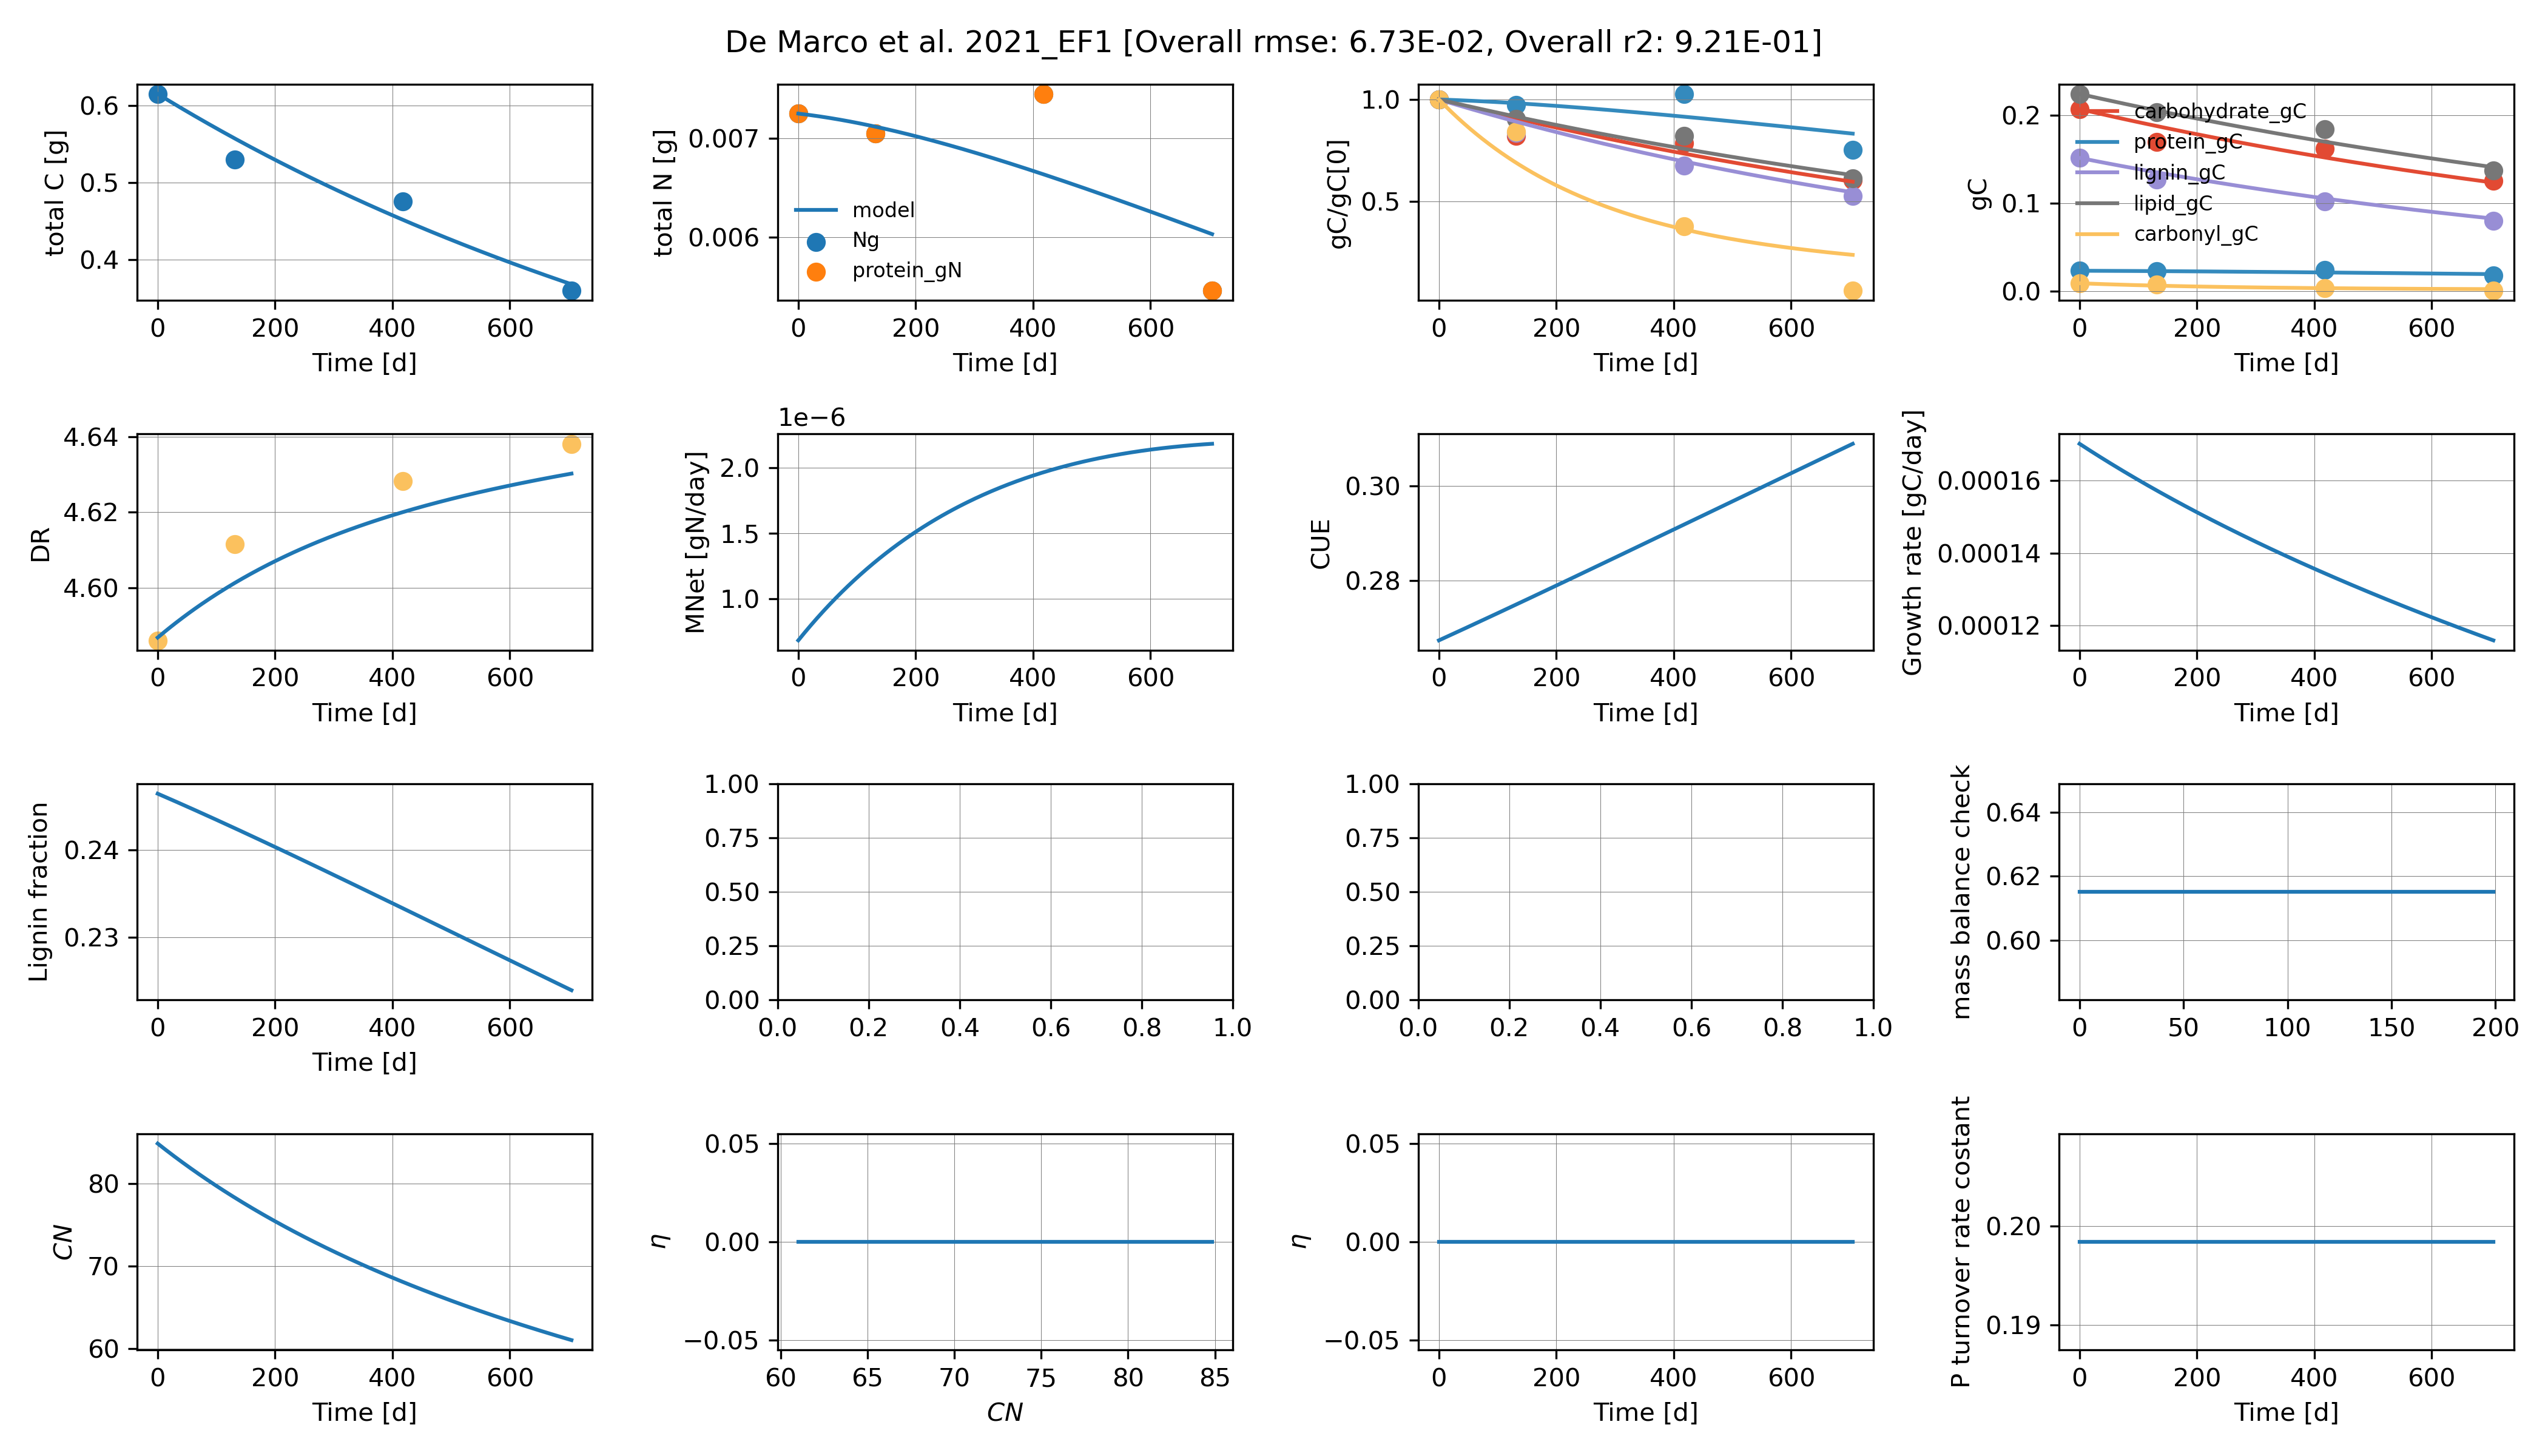 De Marco et al. 2021_EF1 [Overall rmse: 6.73E-02, Overall r2: 9.21E-01]
total C [g]
0.6
0.5
0.4
0 200 400 600
Time [d]
total N [g]
0.007
0.006
model
Ng
protein_gN
0 200 400 600
Time [d]
gC/gC[0]
1.0
0.5
0 200 400 600
Time [d]
gC
0.2
0.1
0.0
carbohydrate_gC
protein_gC
lignin_gC
lipid_gC
carbonyl_gC
0 200 400 600
Time [d]
DR
4.64
4.62
4.60
0 200 400 600
Time [d]
1e−6
MNet [gN/day]
2.0
1.5
1.0
0 200 400 600
Time [d]
CUE
0.30
0.28
0 200 400 600
Time [d]
Growth rate [gC/day]
0.00016
0.00014
0.00012
0 200 400 600
Time [d]
Lignin fraction
0.24
0.23
0 200 400 600
Time [d]
1.00
0.75
0.50
0.25
0.00
0.0 0.2 0.4 0.6 0.8 1.0
1.00
0.75
0.50
0.25
0.00
0.0 0.2 0.4 0.6 0.8 1.0
mass balance check
0.64
0.62
0.60
0 50 100 150 200
CN
80
70
60
0 200 400 600
Time [d]
η
0.05
0.00
−0.05
60 65 70 75 80 85
CN
η
0.05
0.00
−0.05
0 200 400 600
Time [d]
P turnover rate costant
0.20
0.19
0 200 400 600
Time [d]